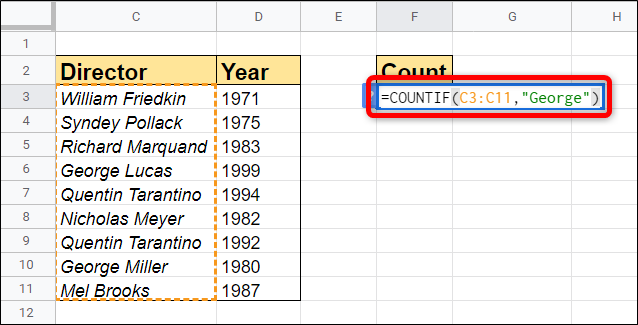 C D E F G H
1
2 Director Year Count
3 William Friedkin 1971 =COUNTIF(C3:C11,"George")
4 Syndey Pollack 1975
5 Richard Marquand 1983
6 George Lucas 1999
7 Quentin Tarantino 1994
8 Nicholas Meyer 1982
9 Quentin Tarantino 1992
10 George Miller 1980
11 Mel Brooks 1987
12